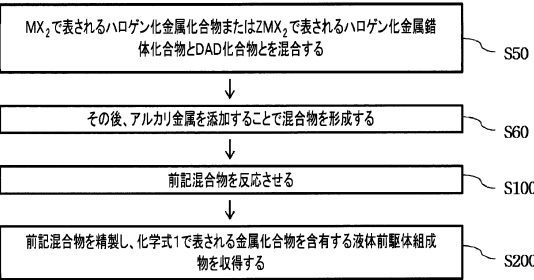 MX2で表されるハロゲン化金属化合物またはZMX2で表されるハロゲン化金属錯
体化合物とDAD化合物とを混合する
S50
その後、アルカリ金属を添加することで混合物を形成する
S60
前記混合物を反応させる
S100
前記混合物を精製し、化学式1で表される金属化合物を含有する液体前駆体組成
物を収得する
S200